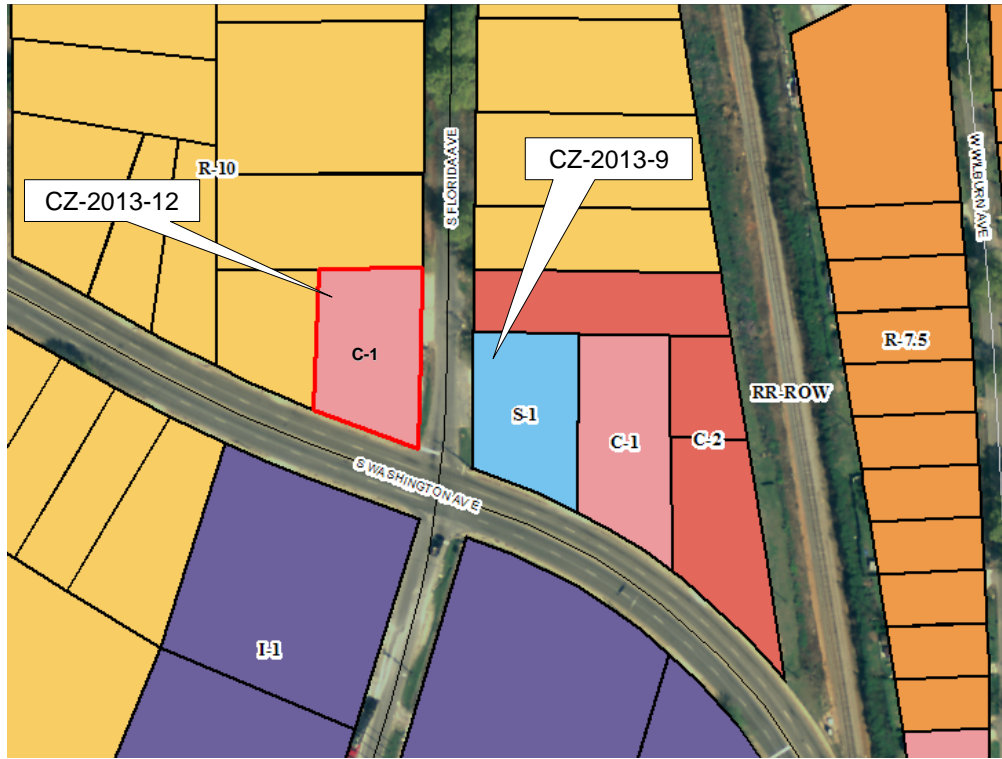 CZ-2013-9
R-10
CZ-2013-12
S FLORIDA AVE
W WILBURN AVE
C-1
R-7.5
RR-ROW
S-1
C-1
C-2
S WASHINGTON AVE
I-1